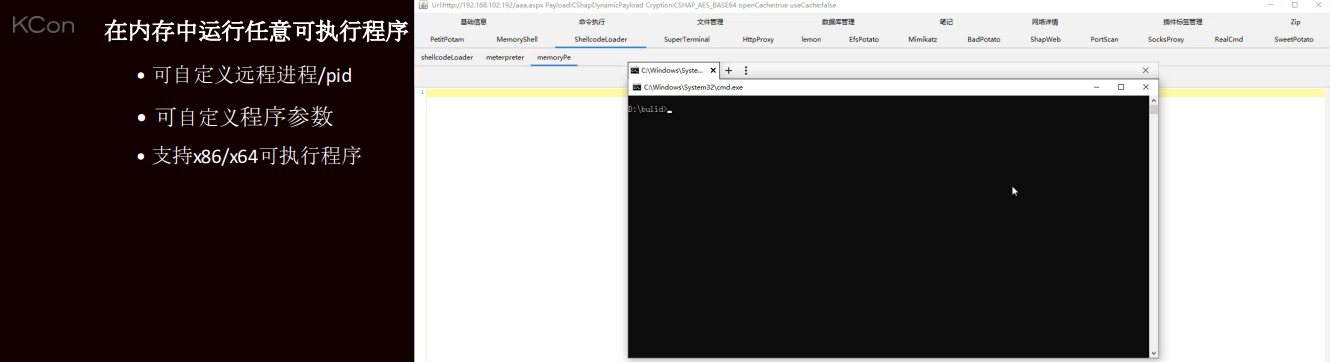 KCon
在内存中运行任意可执行程序
• 可自定义远程进程/pid
• 可自定义程序参数
• 支持x86/x64可执行程序
Url:http://192.168.102.192/aaa.aspx Payload:CShapDynamicPayload Cryption:CSHAP_AES_BASE64 openCache:true useCache:false
基础信息 命令执行 文件管理 数据库管理 笔记 网络详情 插件标签管理 Zip
PetitPotam MemoryShell ShellcodeLoader SuperTerminal HttpProxy lemon EfsPotato Mimikatz BadPotato ShapWeb PortScan SocksProxy RealCmd SweetPotato
shellcodeLoader meterpreter memoryPe
C:\Windows\Syste...
C:\Windows\System32\cmd.exe
1
D:\bulid>